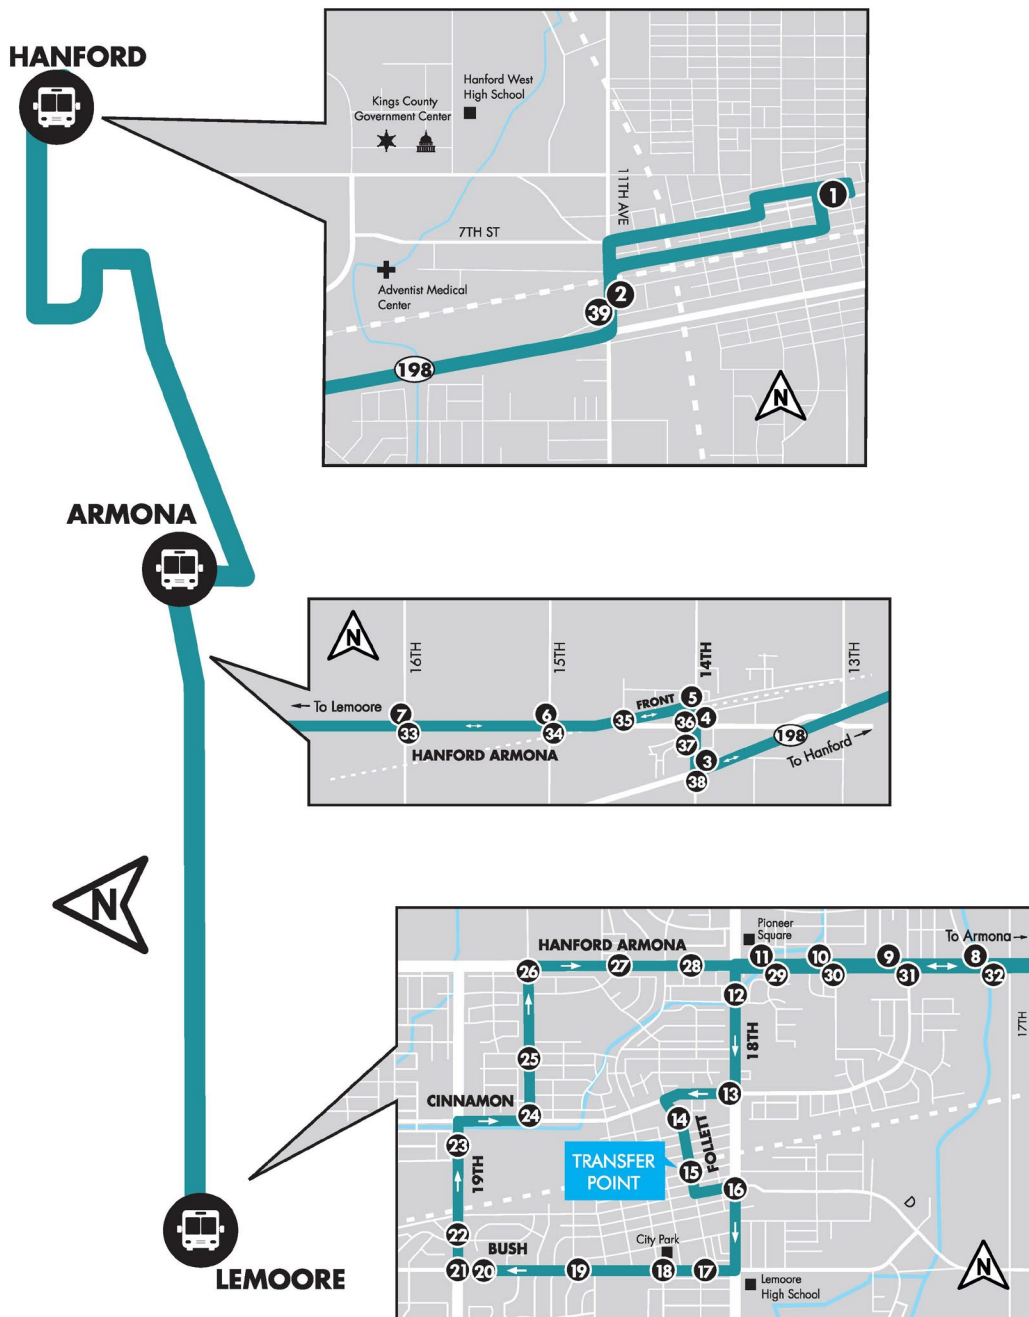 HANFORD
Hanford West
High School
Kings County
Government Center
11TH AVE
1
7TH ST
Adventist Medical
Center
2
39
198
N
ARMONA
N
16TH
15TH
14TH
13TH
To Lemoore
FRONT
5
7
6
35
36
4
33
34
HANFORD ARMONA
37
198
To Hanford
3
38
N
Pioneer
Square
HANFORD ARMONA
To Armona
26
27
28
11
10
9
8
29
30
31
32
12
17TH
18TH
25
CINNAMON
24
13
14
FOLLETT
23
TRANSFER
POINT
15
16
19TH
D
22
BUSH
City Park
21
20
19
18
17
Lemoore
High School
N
LEMOORE